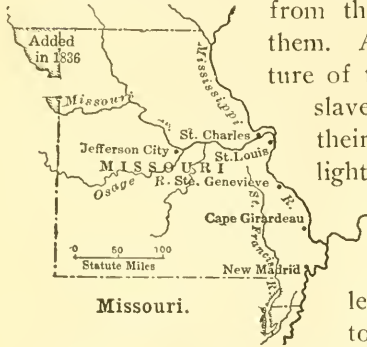 from th
them. A
ture of
slave
their
light
Added
in 1836
Mississippi
Missouri
St. Charles
Jefferson City
St. Louis
MISSOURI
Osage
R.
Ste. Genevieve
R.
Cape Girardeau
St. Francis R.
0 50 100
Statute Miles
New Madrid
Missouri.
le
to